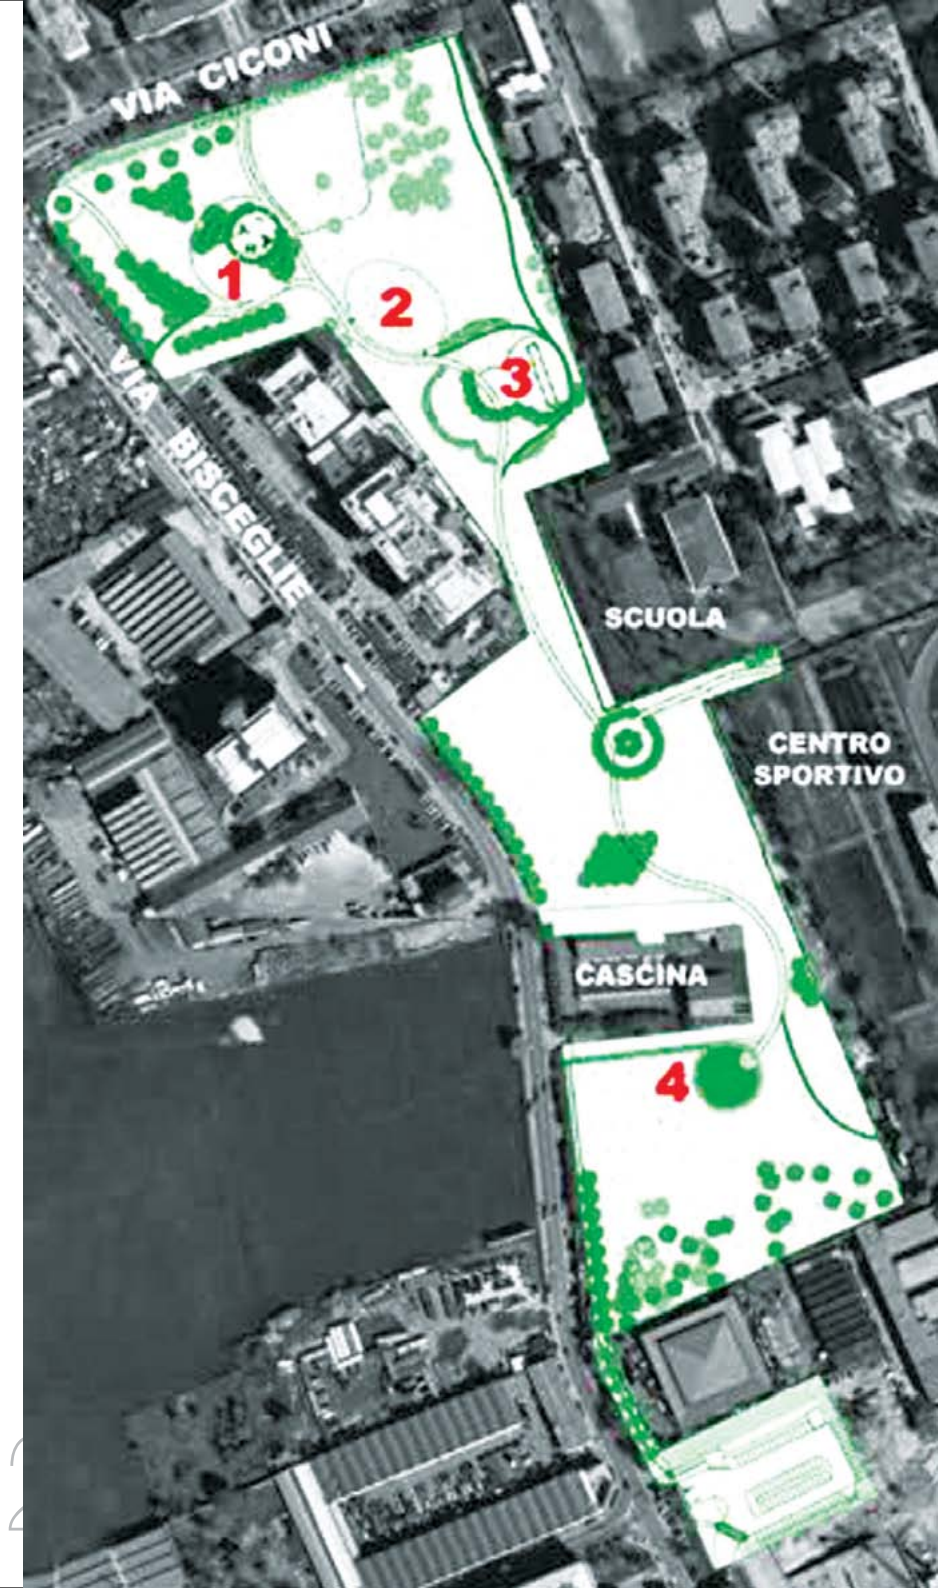 VIA CICONI
1
2
3
VIA
BISCEGLIE
SCUOLA
CENTRO
SPORTIVO
CASCINA
4